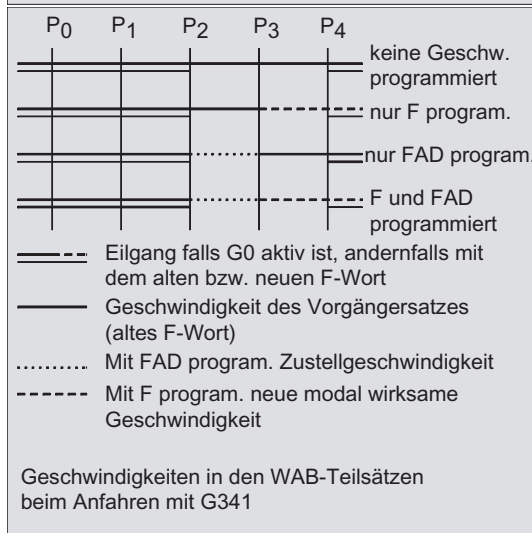 P0 P1 P2 P3 P4
keine Geschw.
programmiert
nur F program.
nur FAD program.
F und FAD
programmiert
Eilgang falls G0 aktiv ist, andernfalls mit
dem alten bzw. neuen F-Wort
Geschwindigkeit des Vorgängersatzes
(altes F-Wort)
Mit FAD program. Zustellgeschwindigkeit
Mit F program. neue modal wirksame
Geschwindigkeit
Geschwindigkeiten in den WAB-Teilsätzen
beim Anfahren mit G341